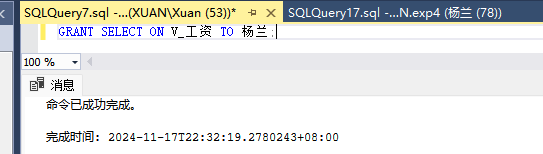 SQLQuery7.sql -...(XUAN\Xuan (53))*
SQLQuery17.sql -...N.exp4 (杨兰 (78))
GRANT SELECT ON V_工资 TO 杨兰;
100 %
消息
命令已成功完成。
完成时间: 2024-11-17T22:32:19.2780243+08:00